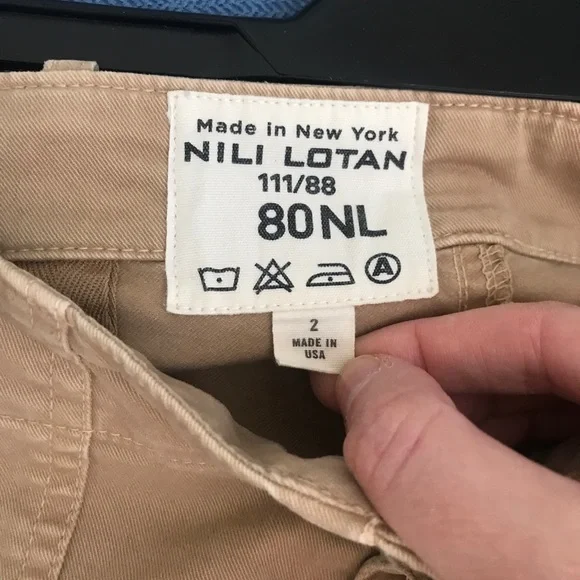 Made in New York
NILI LOTAN
111/88
80NL
A
2
MADE IN
USA